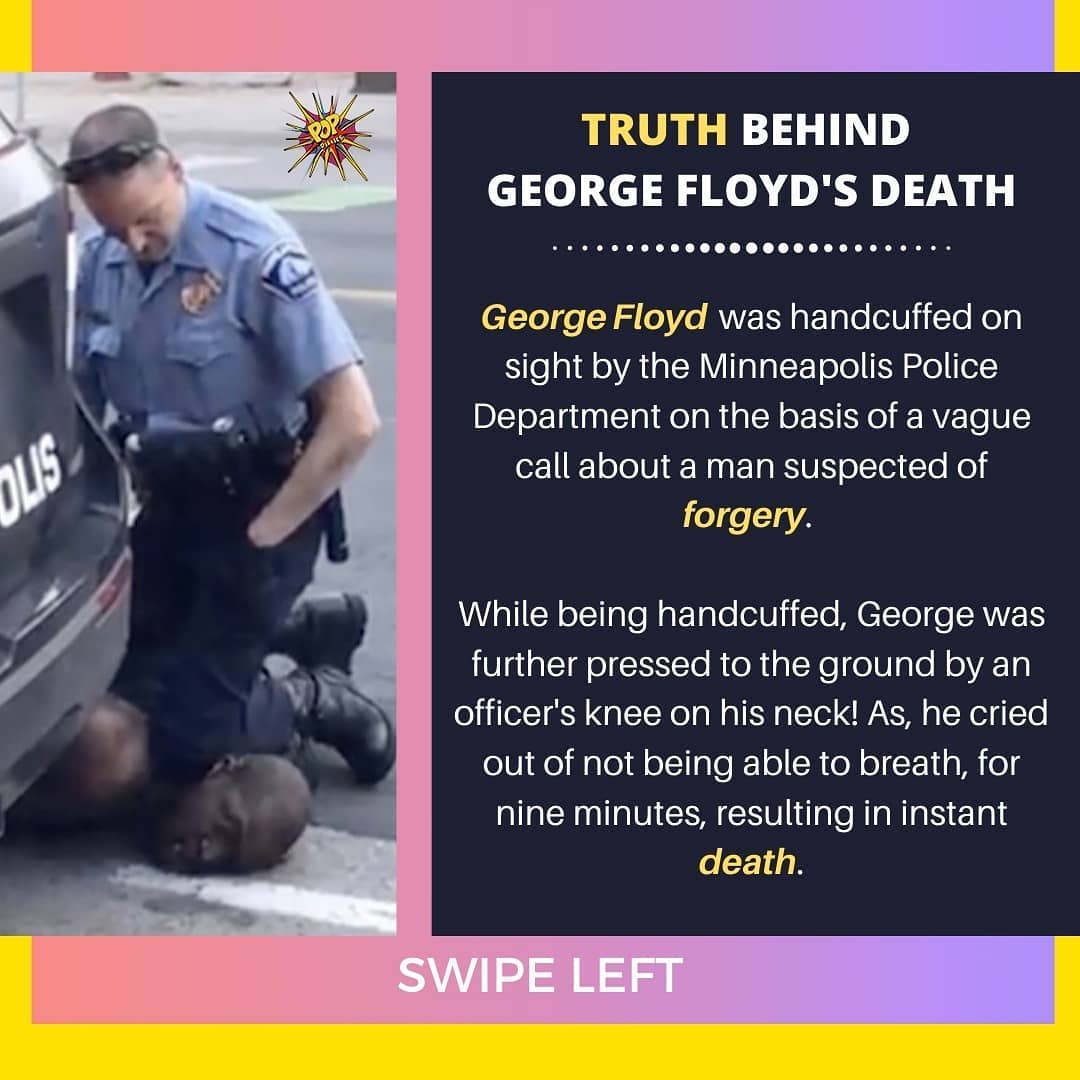 POP
OLIS
TRUTH BEHIND
GEORGE FLOYD'S DEATH
George Floyd was handcuffed on
sight by the Minneapolis Police
Department on the basis of a vague
call about a man suspected of
forgery.
While being handcuffed, George was
further pressed to the ground by an
officer's knee on his neck! As, he cried
out of not being able to breath, for
nine minutes, resulting in instant
death.
SWIPE LEFT